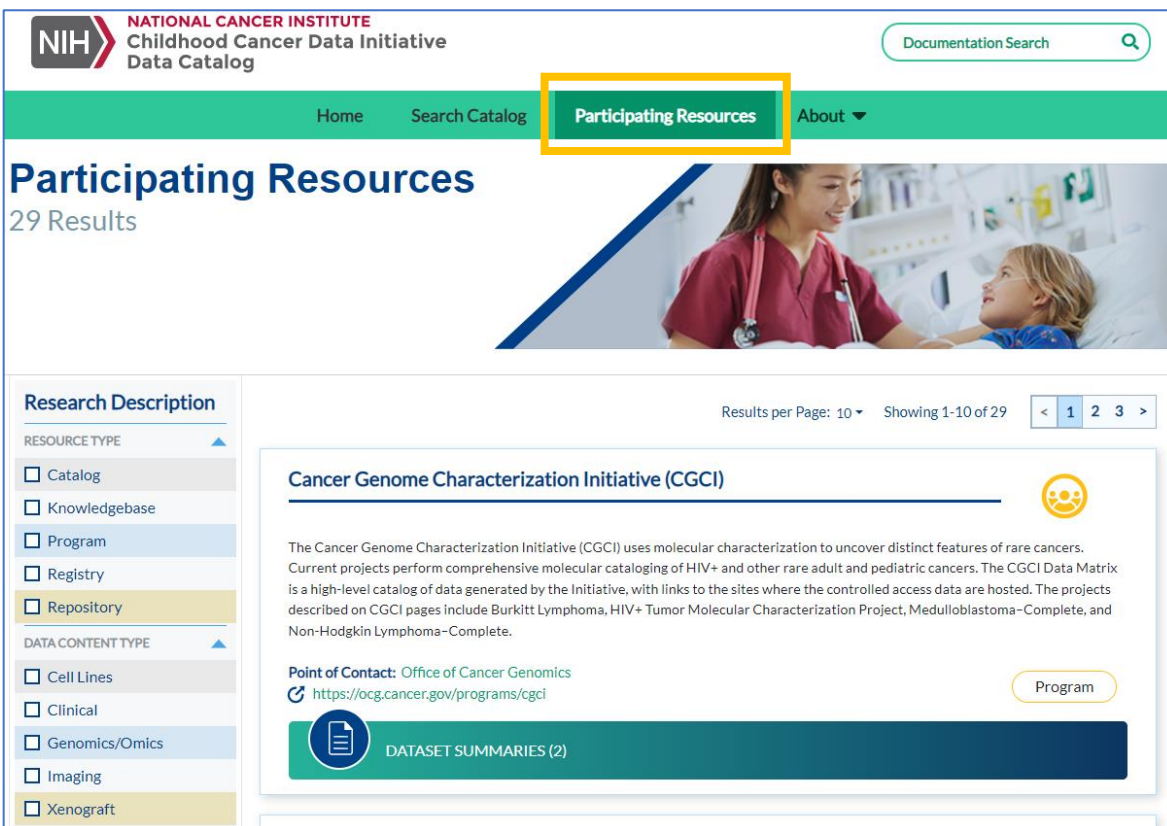 NIH
NATIONAL CANCER INSTITUTE
Childhood Cancer Data Initiative
Data Catalog
Documentation Search
Home
Search Catalog
Participating Resources
About
Participating Resources
29 Results
Research Description
RESOURCE TYPE
Catalog
Knowledgebase
Program
Registry
Repository
DATA CONTENT TYPE
Cell Lines
Clinical
Genomics/Omics
Imaging
Xenograft
Results per Page: 10
Showing 1-10 of 29
< 1 2 3 >
Cancer Genome Characterization Initiative (CGCI)
The Cancer Genome Characterization Initiative (CGCI) uses molecular characterization to uncover distinct features of rare cancers.
Current projects perform comprehensive molecular cataloging of HIV+ and other rare adult and pediatric cancers. The CGCI Data Matrix
is a high-level catalog of data generated by the Initiative, with links to the sites where the controlled access data are hosted. The projects
described on CGCI pages include Burkitt Lymphoma, HIV+ Tumor Molecular Characterization Project, Medulloblastoma–Complete, and
Non-Hodgkin Lymphoma–Complete.
Point of Contact: Office of Cancer Genomics
https://ocg.cancer.gov/programs/cgci
Program
DATASET SUMMARIES (2)